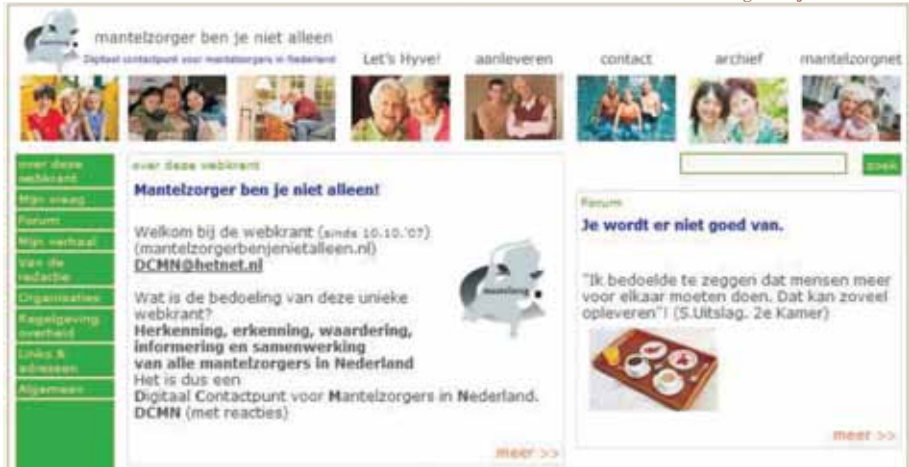 mantelzorger ben je niet alleen
Digitaal contactpunt voor mantelzorgers in Nederland
Let's Hyve!
aanleveren
contact
archief
mantelzorgnet
over deze
webkrant
Mijn vraag
Forum
Mijn verhaal
Van de
redactie
Organisaties
Regelgeving
overheid
Links &
adressen
Algemeen
over deze webkrant
Mantelzorger ben je niet alleen!
Welkom bij de webkrant (sinds 10.10.'07)
(mantelzorgerbenjenietalleen.nl)
DCMN@hetnet.nl
Wat is de bedoeling van deze unieke
webkrant?
Herkenning, erkenning, waardering,
informering en samenwerking
van alle mantelzorgers in Nederland
Het is dus een
Digitaal Contactpunt voor Mantelzorgers in Nederland.
DCMN (met reacties)
meer >>
zoek
Forum
Je wordt er niet goed van.
"Ik bedoelde te zeggen dat mensen meer
voor elkaar moeten doen. Dat kan zoveel
opleveren"! (S.Uitslag. 2e Kamer)
meer >>